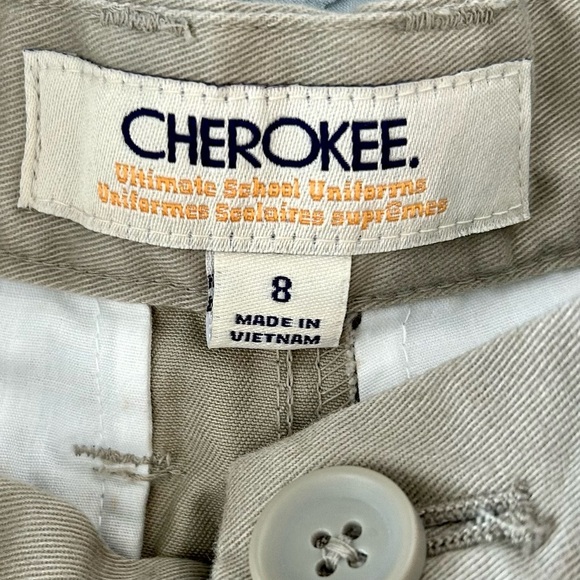 CHEROKEE.
Ultimate School Uniforms
Uniformes Scolaires suprêmes
8
MADE IN
VIETNAM